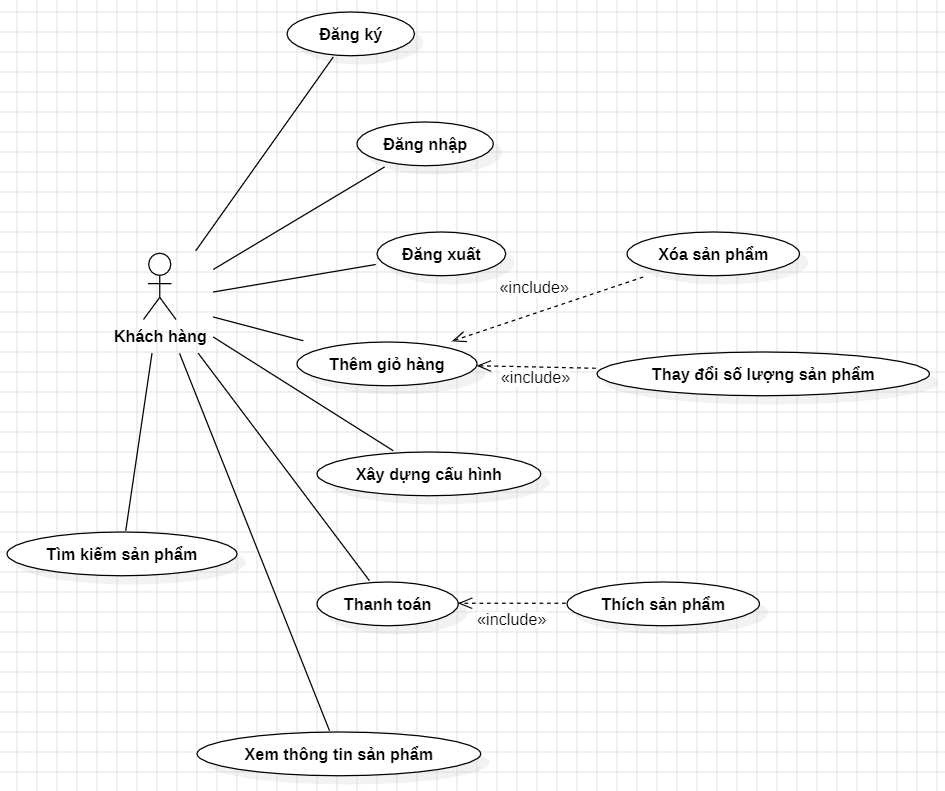 Đăng ký
Đăng nhập
Đăng xuất
Xóa sản phẩm
«include»
Khách hàng
Thêm giỏ hàng
Thay đổi số lượng sản phẩm
«include»
Xây dựng cấu hình
Tìm kiếm sản phẩm
Thanh toán
Thích sản phẩm
«include»
Xem thông tin sản phẩm